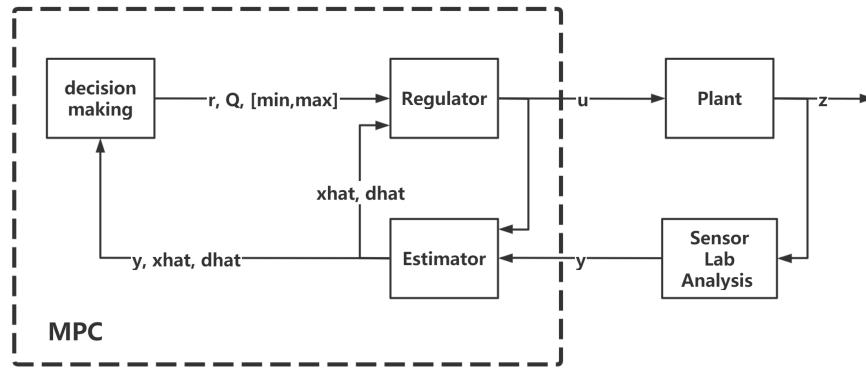 decision
making
r, Q, [min,max]
Regulator
u
Plant
z
xhat, dhat
y, xhat, dhat
Estimator
y
Sensor
Lab
Analysis
MPC